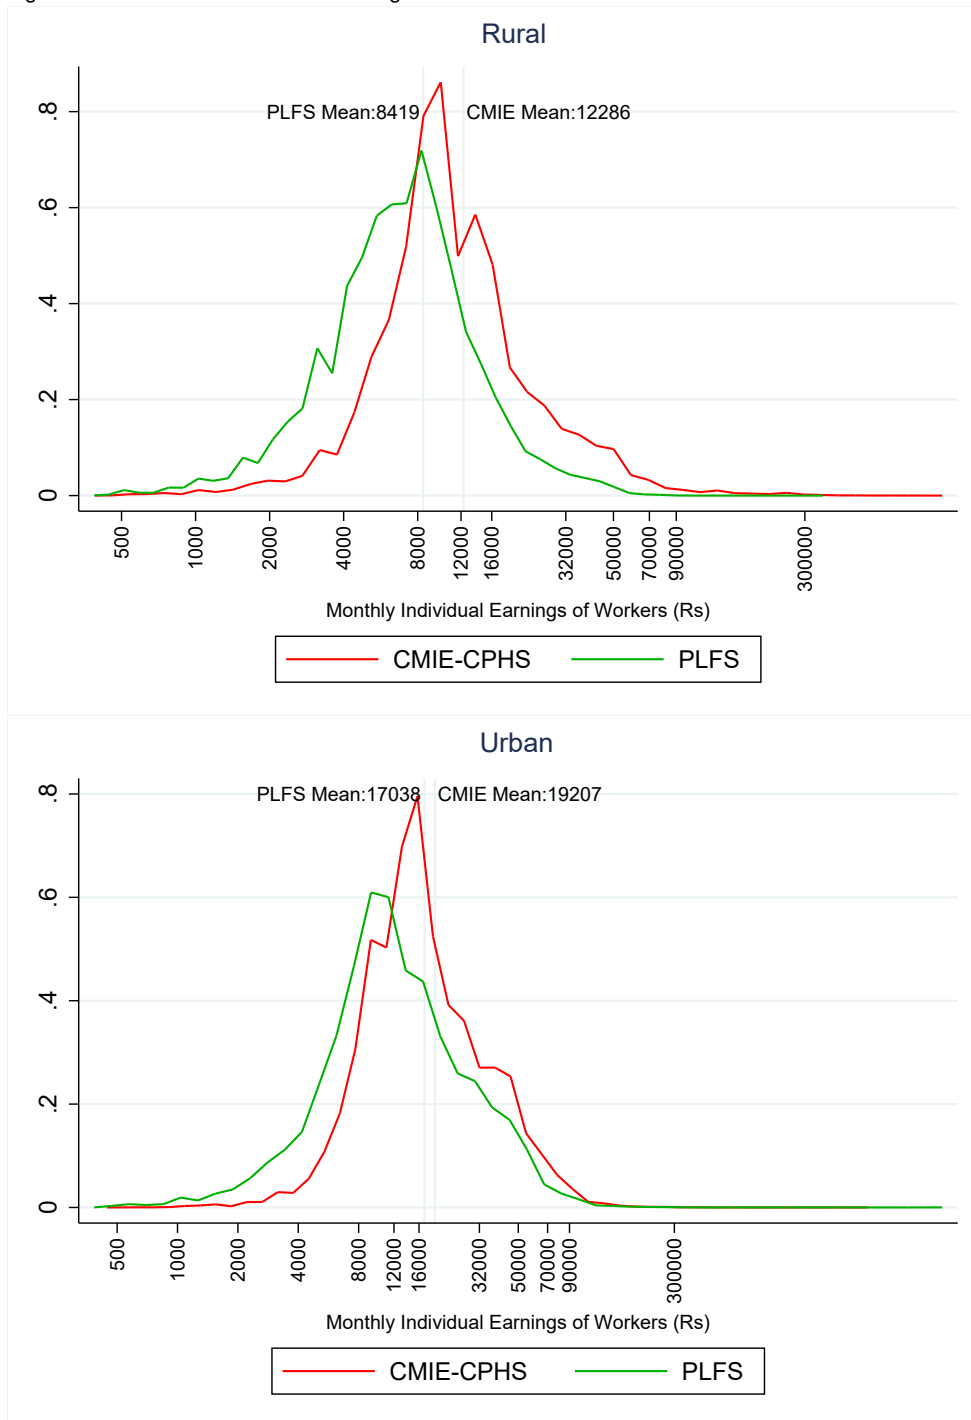 Rural
PLFS Mean:8419 CMIE Mean:12286
.8
.6
.4
.2
0
500 1000 2000 4000 8000 12000 16000 32000 50000 70000 90000 300000
Monthly Individual Earnings of Workers (Rs)
CMIE-CPHS PLFS
Urban
PLFS Mean:17038 CMIE Mean:19207
.8
.6
.4
.2
0
500 1000 2000 4000 8000 12000 16000 32000 50000 70000 90000 300000
Monthly Individual Earnings of Workers (Rs)
CMIE-CPHS PLFS